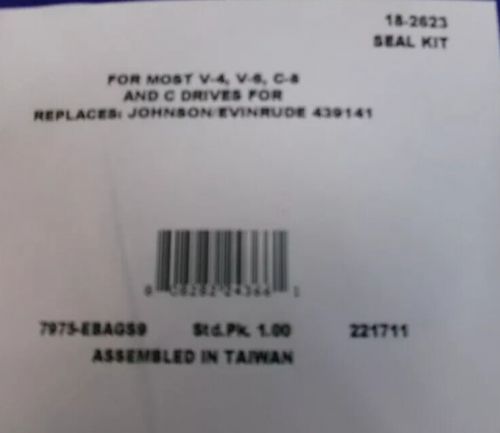 18-2623
SEAL KIT
FOR MOST V-4, V-6, C-8
AND C DRIVES FOR
REPLACES: JOHNSON/EVINRUDE 439141
7975-EBAGS9 Std.Pk. 1.00 221711
ASSEMBLED IN TAIWAN